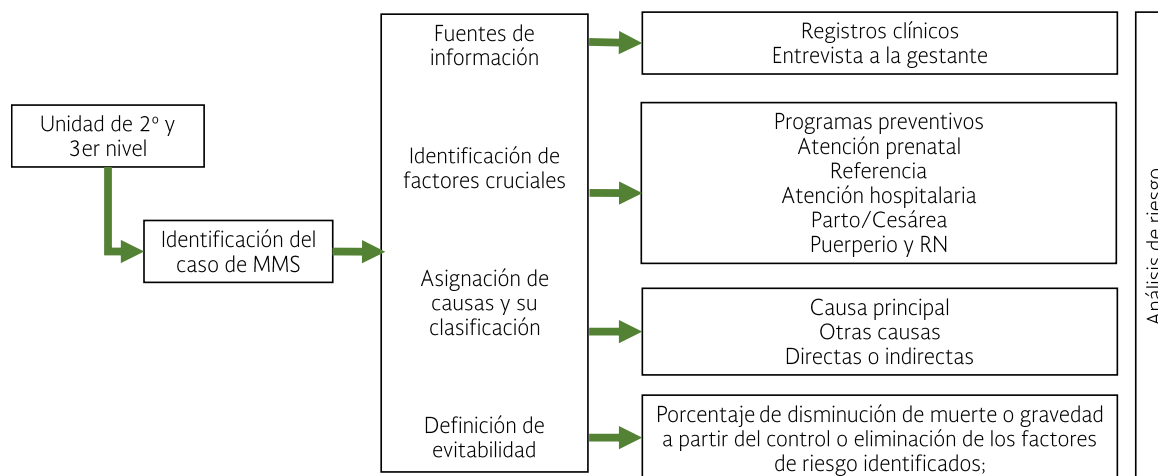 Unidad de 2º y
3er nivel
Identificación del
caso de MMS
Fuentes de
información
Identificación de
factores cruciales
Asignación de
causas y su
clasificación
Definición de
evitabilidad
Registros clínicos
Entrevista a la gestante
Programas preventivos
Atención prenatal
Referencia
Atención hospitalaria
Parto/Cesárea
Puerperio y RN
Causa principal
Otras causas
Directas o indirectas
Porcentaje de disminución de muerte o gravedad
a partir del control o eliminación de los factores
de riesgo identificados;
Análisis de riesgo